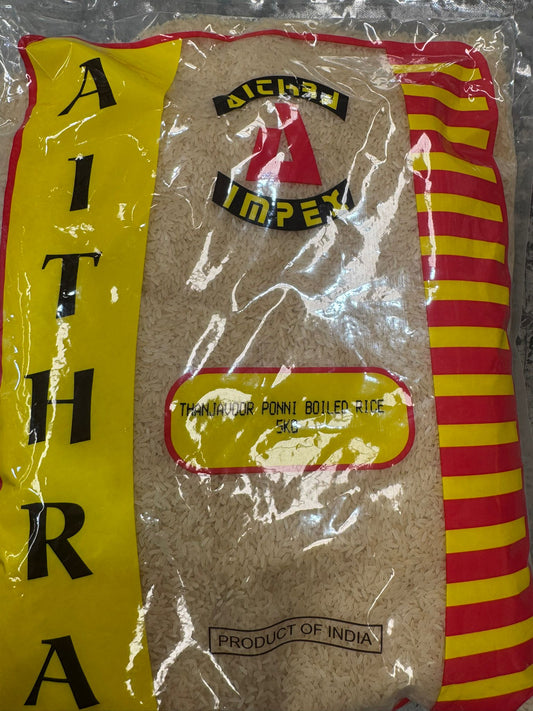 AITHRA
AITHRA
IMPEX
THANJAVOOR PONNI BOILED RICE
5KG
PRODUCT OF INDIA